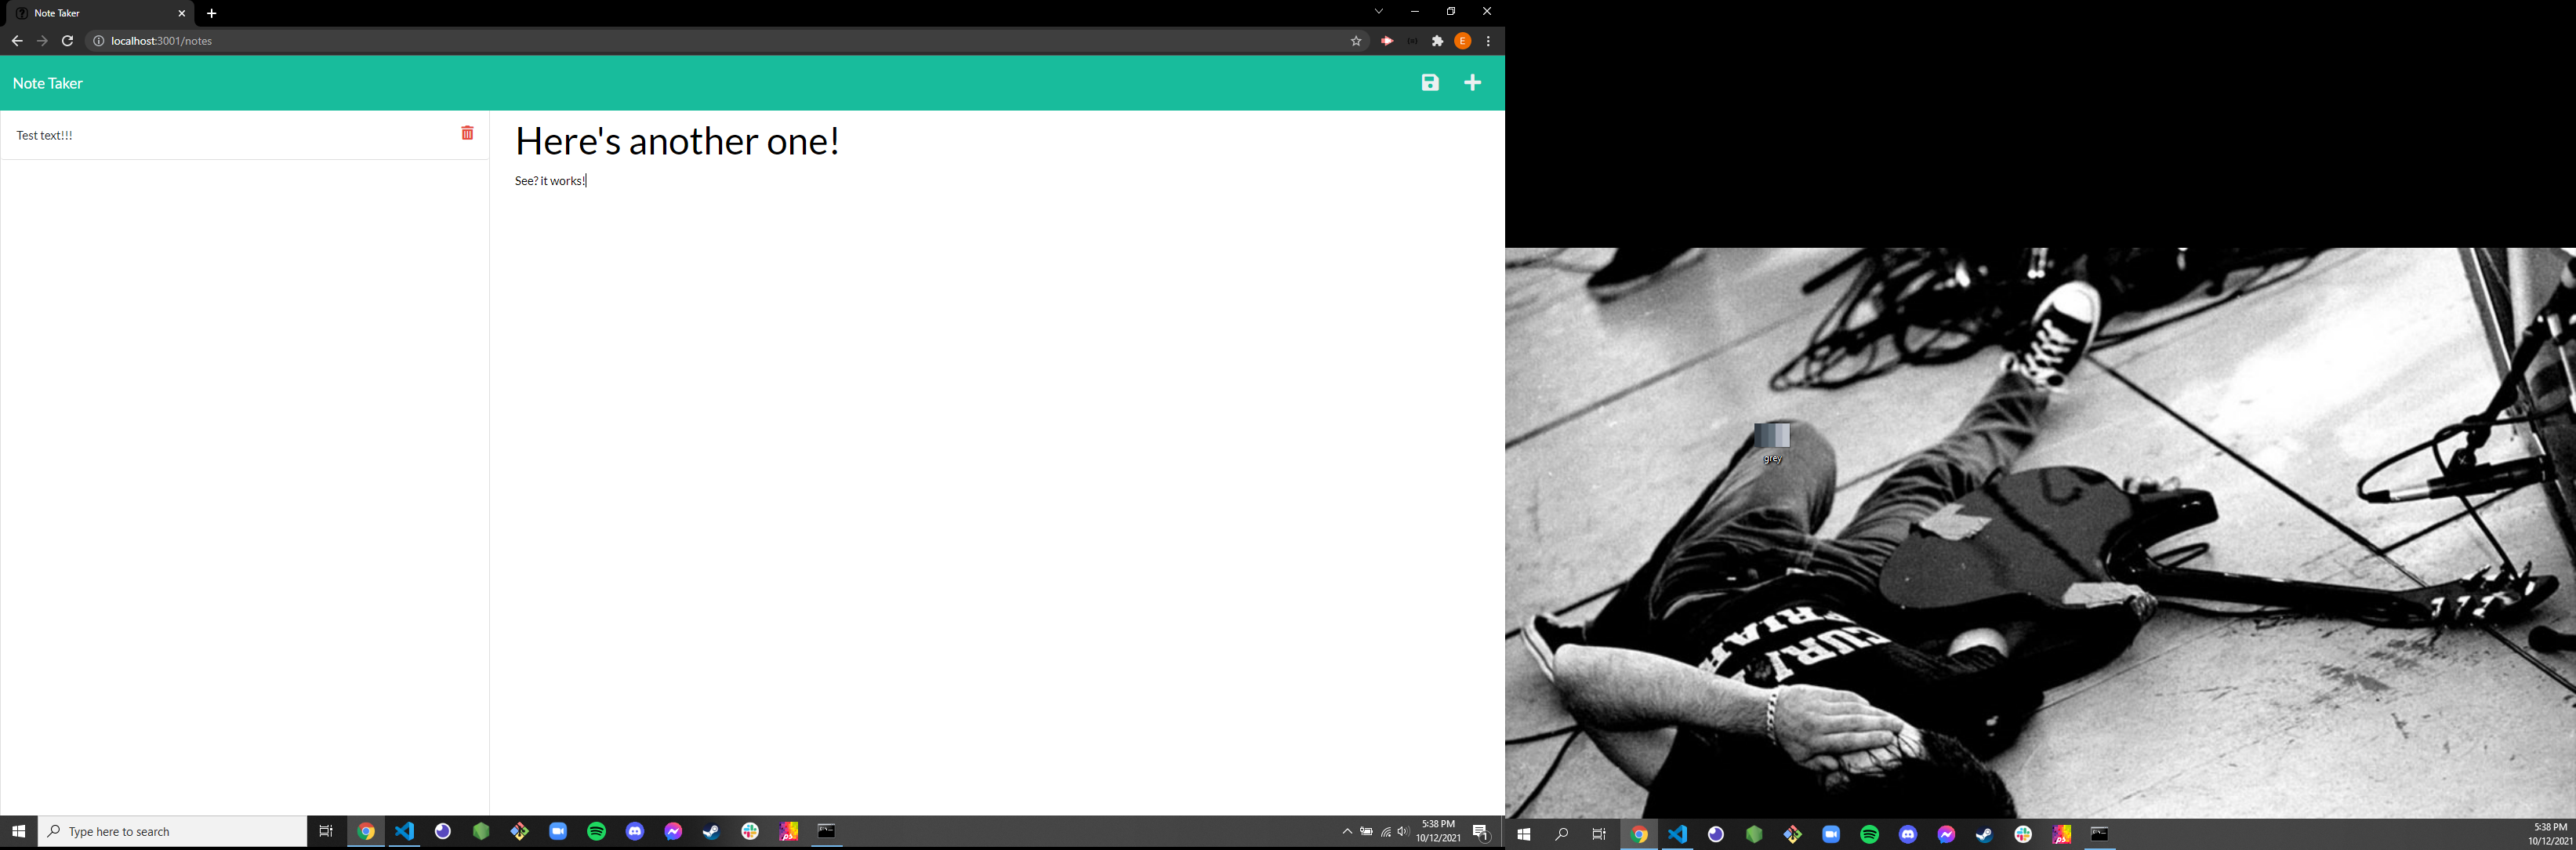 Note Taker
localhost:3001/notes
E
Note Taker
Test text!!!
Here's another one!
See? it works!
grey
Type here to search
5:38 PM
10/12/2021
1
5:38 PM
10/12/2021